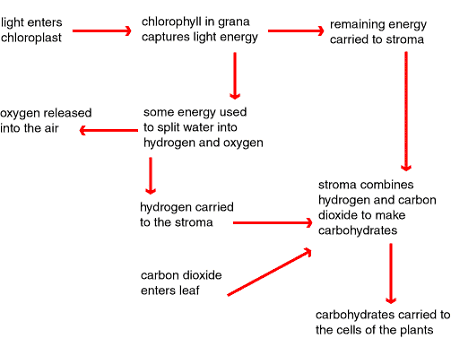 light enters
chloroplast
chlorophyll in grana
captures light energy
remaining energy
carried to stroma
oxygen released
into the air
some energy used
to split water into
hydrogen and oxygen
hydrogen carried
to the stroma
stroma combines
hydrogen and carbon
dioxide to make
carbohydrates
carbon dioxide
enters leaf
carbohydrates carried to
the cells of the plants